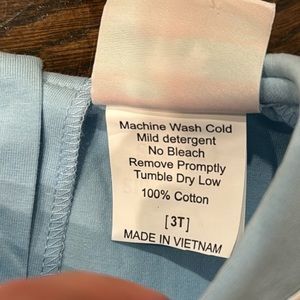 Machine Wash Cold
Mild detergent
No Bleach
Remove Promptly
Tumble Dry Low
100% Cotton
[3T]
MADE IN VIETNAM